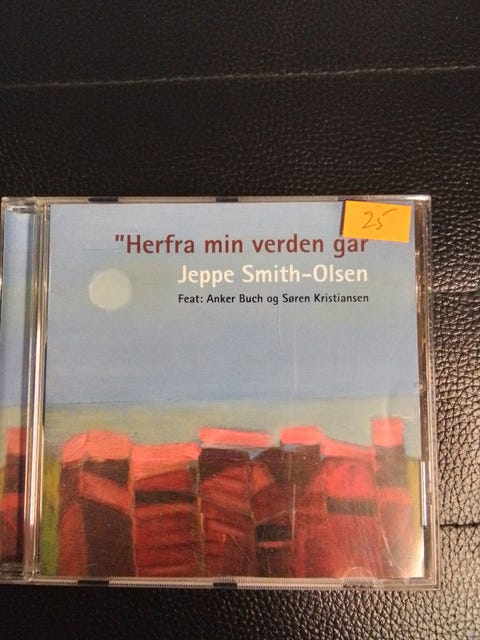 25
"Herfra min verden går
Jeppe Smith-Olsen
Feat: Anker Buch og Søren Kristiansen